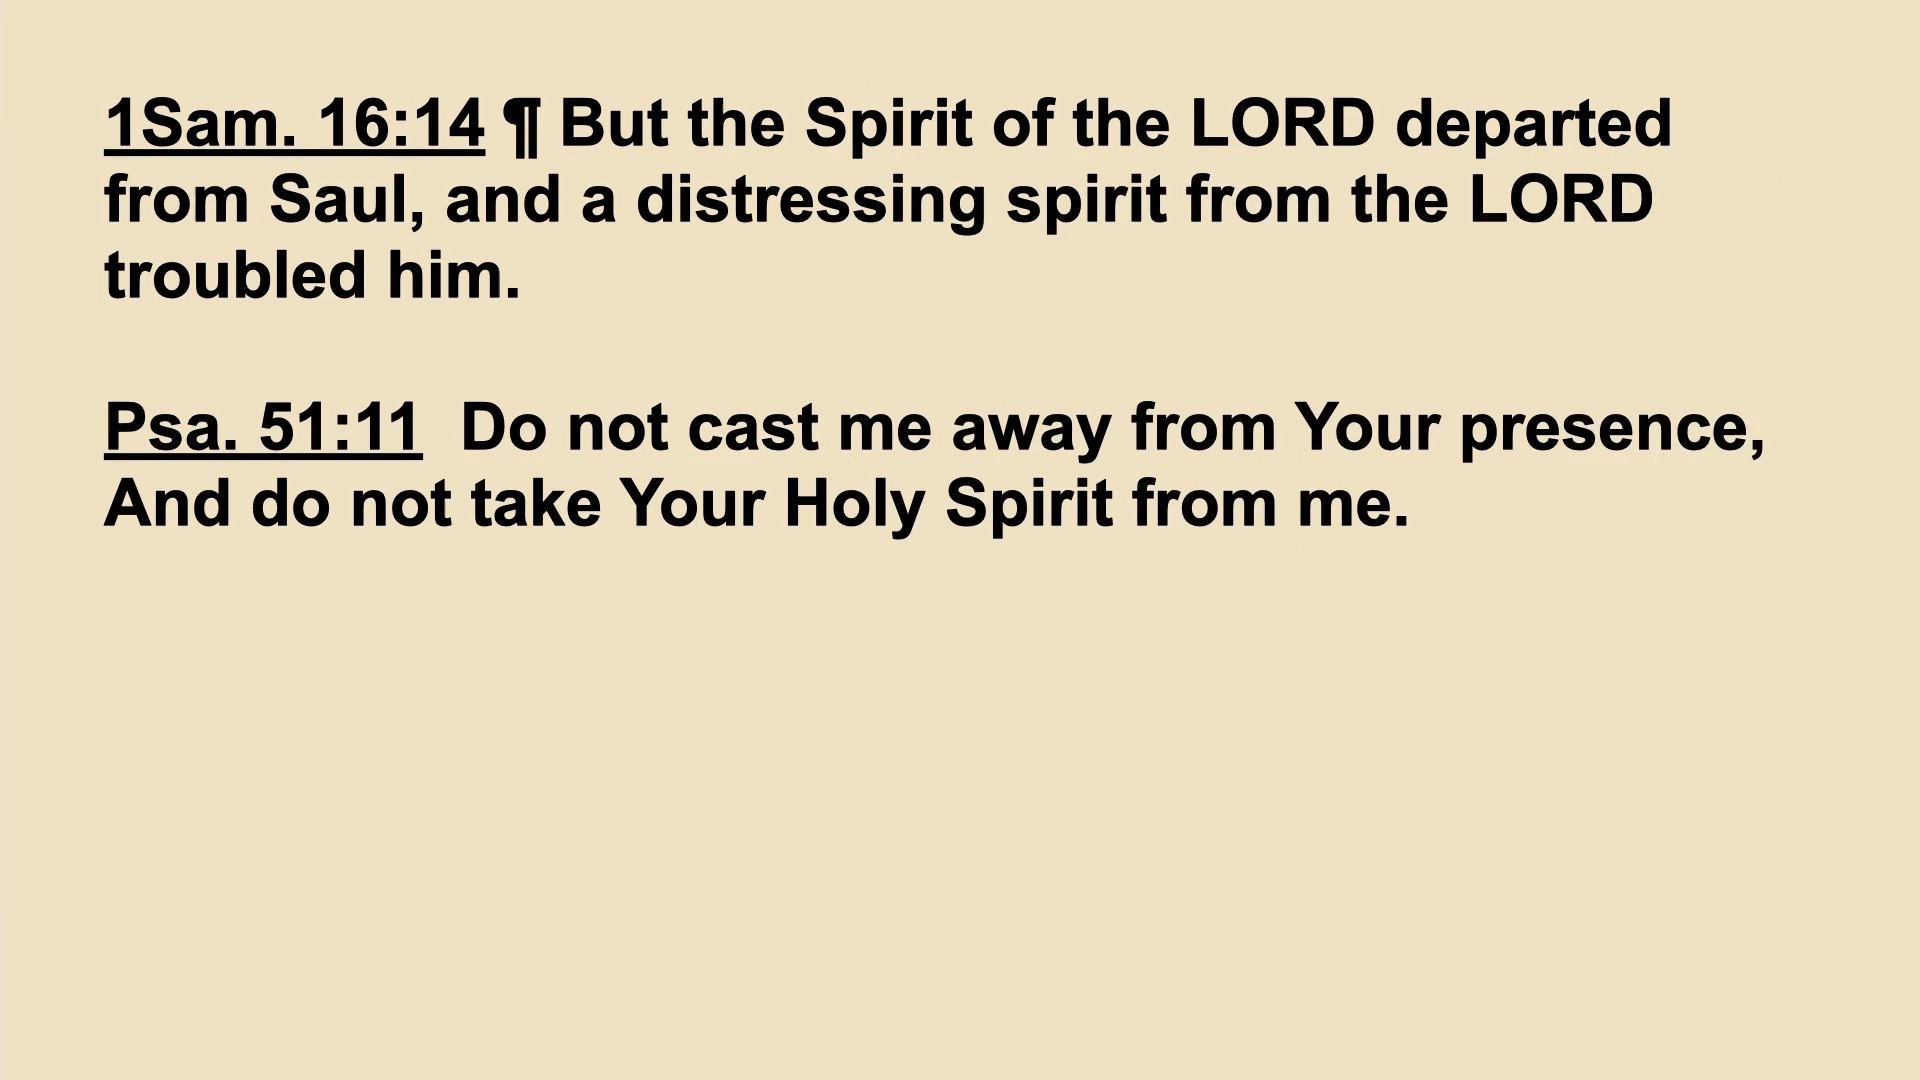 1Sam. 16:14 ¶ But the Spirit of the LORD departed
from Saul, and a distressing spirit from the LORD
troubled him.
Psa. 51:11  Do not cast me away from Your presence,
And do not take Your Holy Spirit from me.